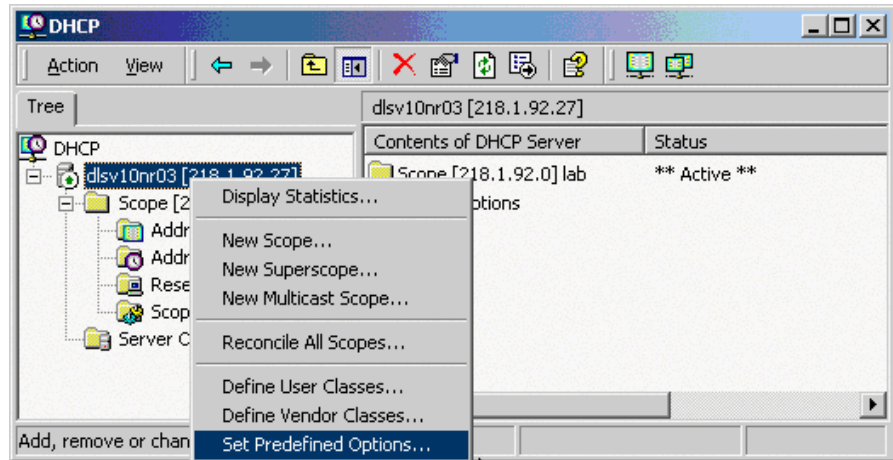 DHCP
Action View
Tree
dlsv10nr03 [218.1.92.27]
DHCP
Contents of DHCP Server Status
dlsv10nr03 [218.1.92.27]
Scope [218.1.92.0] lab ** Active **
Display Statistics...
Scope [2
ptions
Addr
New Scope...
Addr
New Superscope...
Rese
New Multicast Scope...
Scop
Server C
Reconcile All Scopes...
Define User Classes...
Define Vendor Classes...
Add, remove or chan
Set Predefined Options...